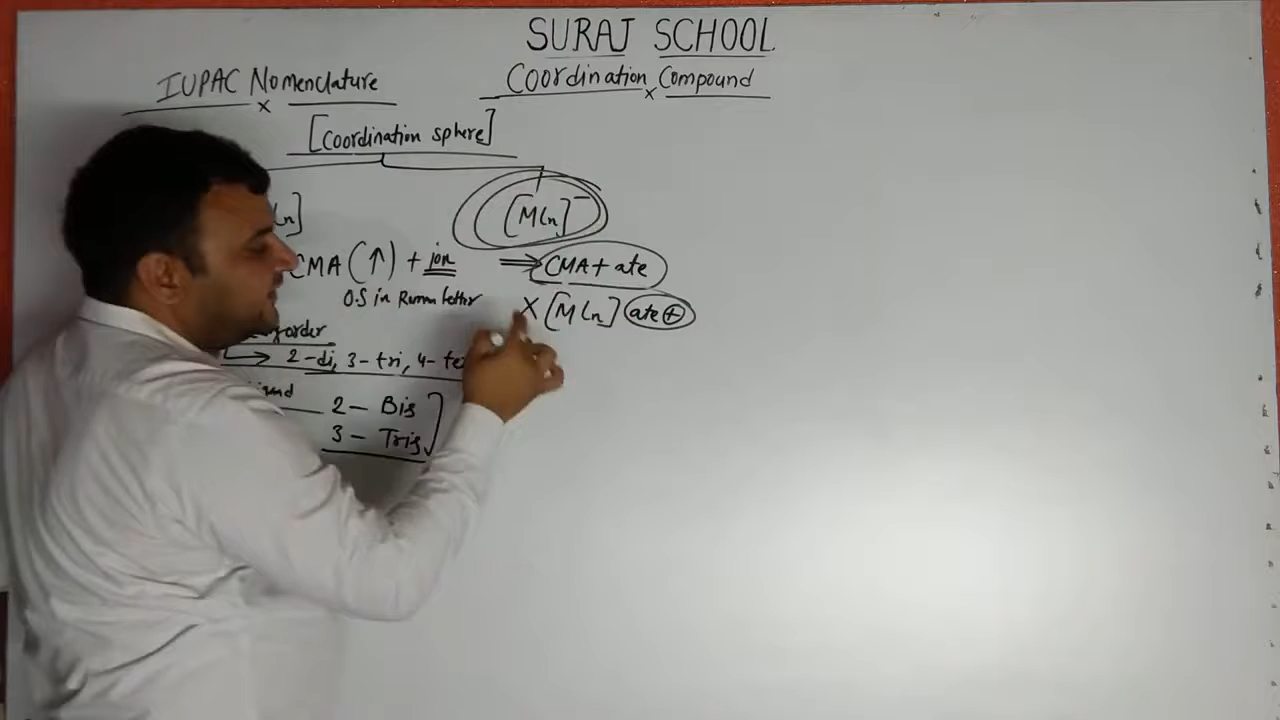 SURAJ SCHOOL
IUPAC Nomenclature
Coordination Compound
x
x
[Coordination sphere]
[MLn]⁻
CMA (↑) + ion
O.S in Roman letter
⇒ CMA + ate
X [MLn] ate ⊕
order
→ 2-di, 3-tri, 4-te
2 — Bis
3 — Tris